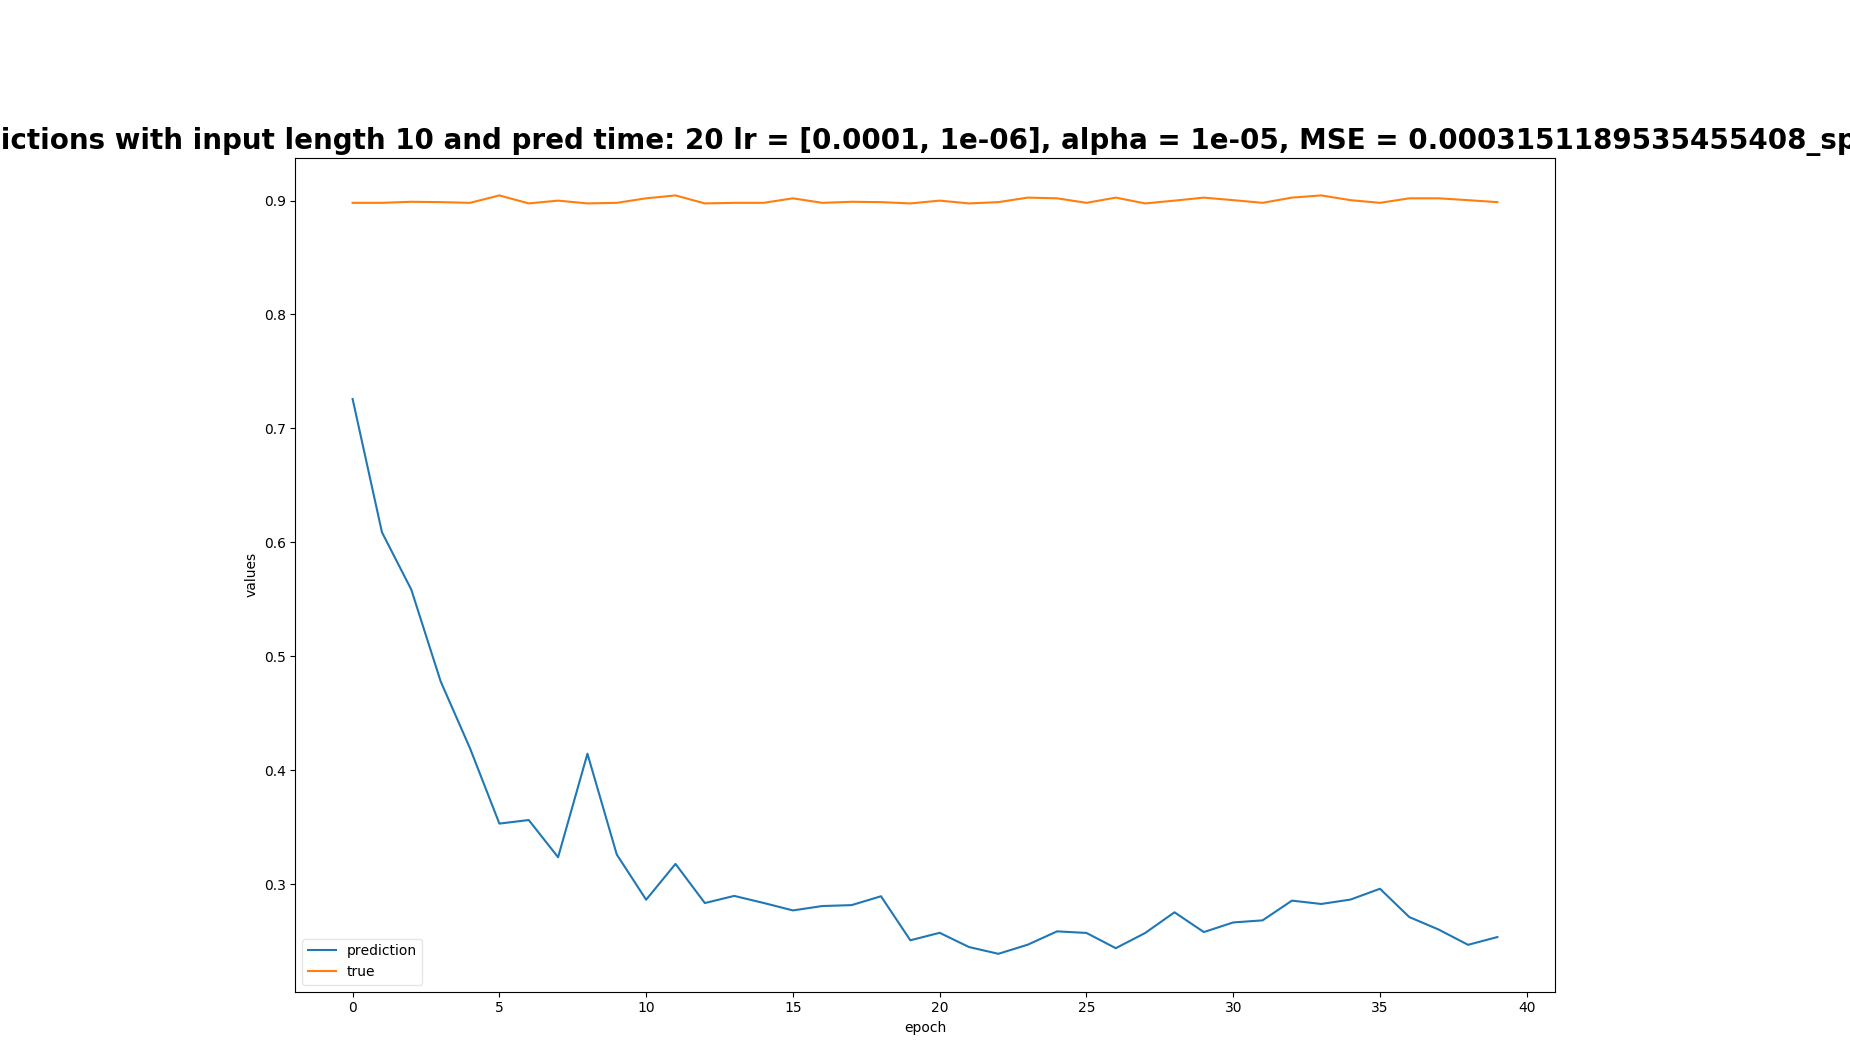 ictions with input length 10 and pred time: 20 lr = [0.0001, 1e-06], alpha = 1e-05, MSE = 0.0003151189535455408_sp
0.9
0.8
0.7
0.6
0.5
0.4
0.3
values
prediction
true
0 5 10 15 20 25 30 35 40
epoch